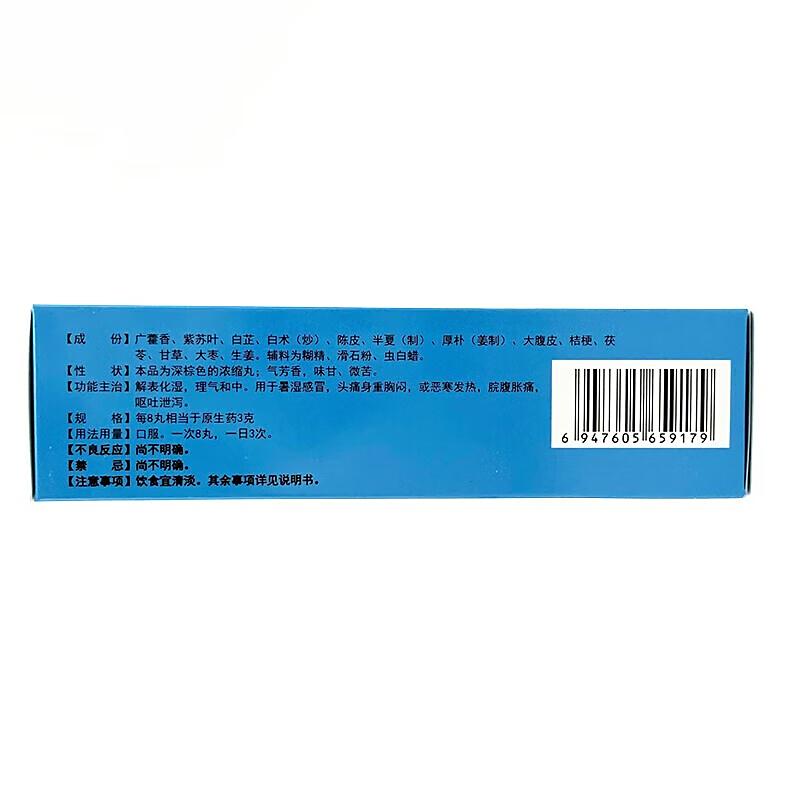 【成 份】广藿香、紫苏叶、白芷、白术（炒）、陈皮、半夏（制）、厚朴（姜制）、大腹皮、桔梗、茯
苓、甘草、大枣、生姜。辅料为糊精、滑石粉、虫白蜡。
【性 状】本品为深棕色的浓缩丸；气芳香，味甘、微苦。
【功能主治】解表化湿，理气和中。用于暑湿感冒，头痛身重胸闷，或恶寒发热，脘腹胀痛，
呕吐泄泻。
【规 格】每8丸相当于原生药3克
【用法用量】口服。一次8丸，一日3次。
【不良反应】尚不明确。
【禁 忌】尚不明确。
【注意事项】饮食宜清淡。其余事项详见说明书。
6 947605 659179